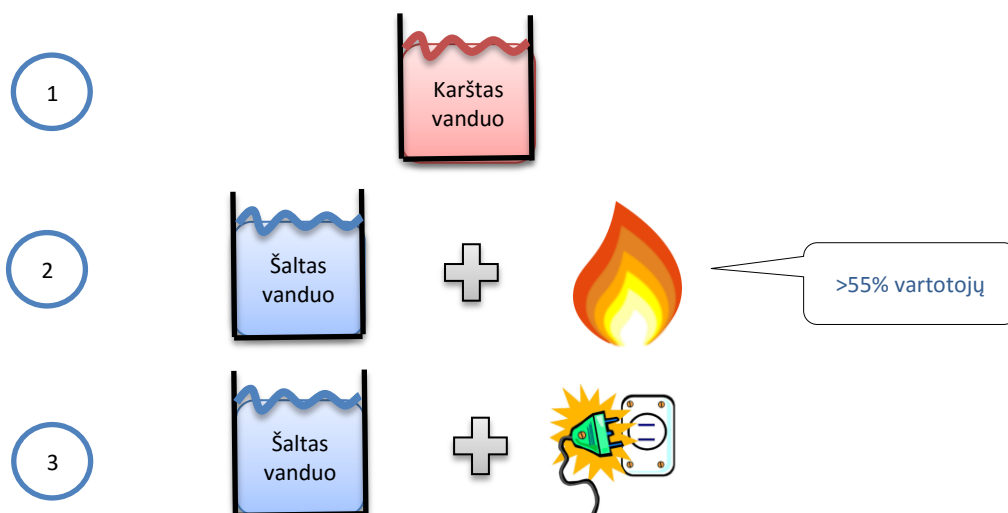 1
Karštas
vanduo
2
Šaltas
vanduo
>55% vartotojų
3
Šaltas
vanduo